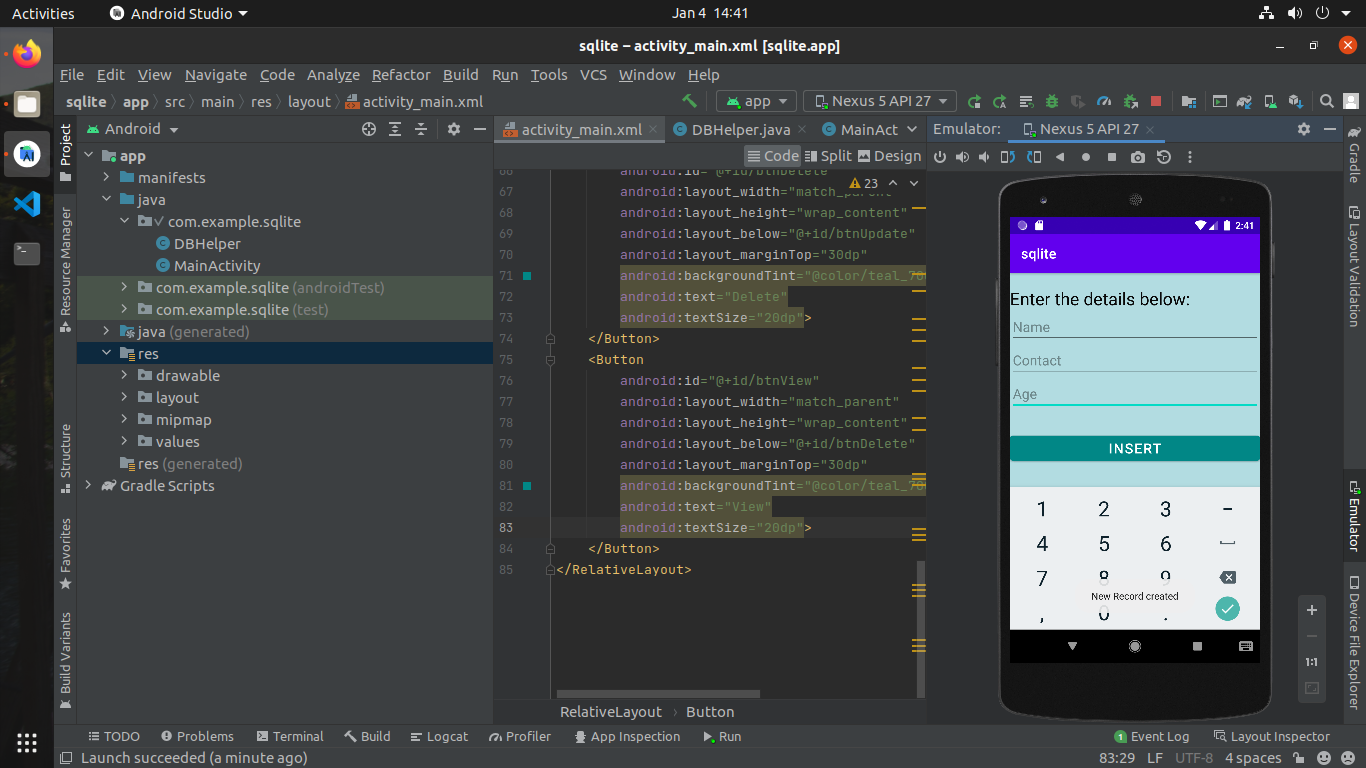 Activities Android Studio Jan 4 14:41
sqlite – activity_main.xml [sqlite.app]
File Edit View Navigate Code Analyze Refactor Build Run Tools VCS Window Help
sqlite app src main res layout activity_main.xml app Nexus 5 API 27
Project
Resource Manager
Structure
Favorites
Build Variants
Android
app
manifests
java
com.example.sqlite
DBHelper
MainActivity
com.example.sqlite (androidTest)
com.example.sqlite (test)
java (generated)
res
drawable
layout
mipmap
values
res (generated)
Gradle Scripts
activity_main.xml DBHelper.java MainAct
Code Split Design
23
66 android:id="@+id/btnDelete"
67 android:layout_width="match_parent"
68 android:layout_height="wrap_content"
69 android:layout_below="@+id/btnUpdate"
70 android:layout_marginTop="30dp"
71 android:backgroundTint="@color/teal_70
72 android:text="Delete"
73 android:textSize="20dp">
74 </Button>
75 <Button
76 android:id="@+id/btnView"
77 android:layout_width="match_parent"
78 android:layout_height="wrap_content"
79 android:layout_below="@+id/btnDelete"
80 android:layout_marginTop="30dp"
81 android:backgroundTint="@color/teal_70
82 android:text="View"
83 android:textSize="20dp">
84 </Button>
85 </RelativeLayout>
RelativeLayout Button
Emulator: Nexus 5 API 27
2:41
sqlite
Enter the details below:
Name
Contact
Age
INSERT
1 2 3 -
4 5 6
7 8 9
, 0 .
New Record created
1:1
Gradle
Layout Validation
Emulator
Device File Explorer
TODO Problems Terminal Build Logcat Profiler App Inspection Run 1 Event Log Layout Inspector
Launch succeeded (a minute ago) 83:29 LF UTF-8 4 spaces